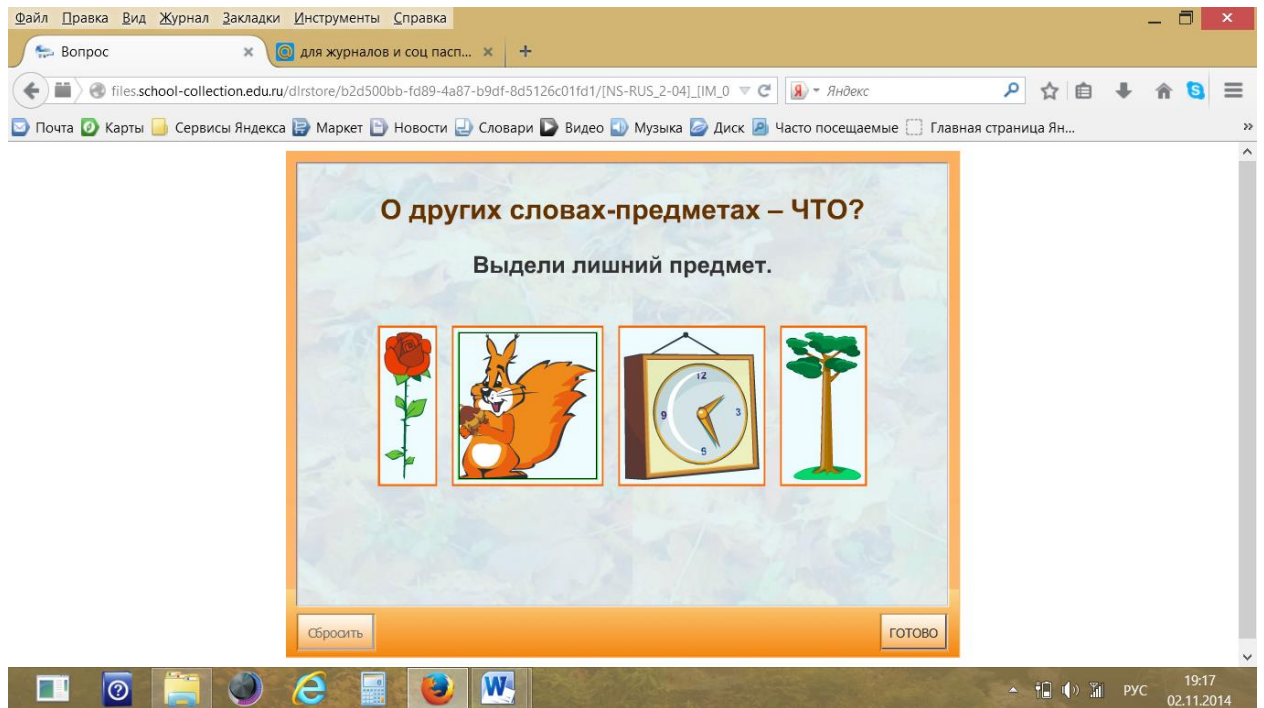 Файл Правка Вид Журнал Закладки Инструменты Справка
Вопрос
для журналов и соц пасп...
files.school-collection.edu.ru/dlrstore/b2d500bb-fd89-4a87-b9df-8d5126c01fd1/[NS-RUS_2-04]_[IM_0
Яндекс
Почта Карты Сервисы Яндекса Маркет Новости Словари Видео Музыка Диск Часто посещаемые Главная страница Ян...
О других словах-предметах – ЧТО?
Выдели лишний предмет.
12
9 3
6
Сбросить ГОТОВО
РУС 19:17
02.11.2014